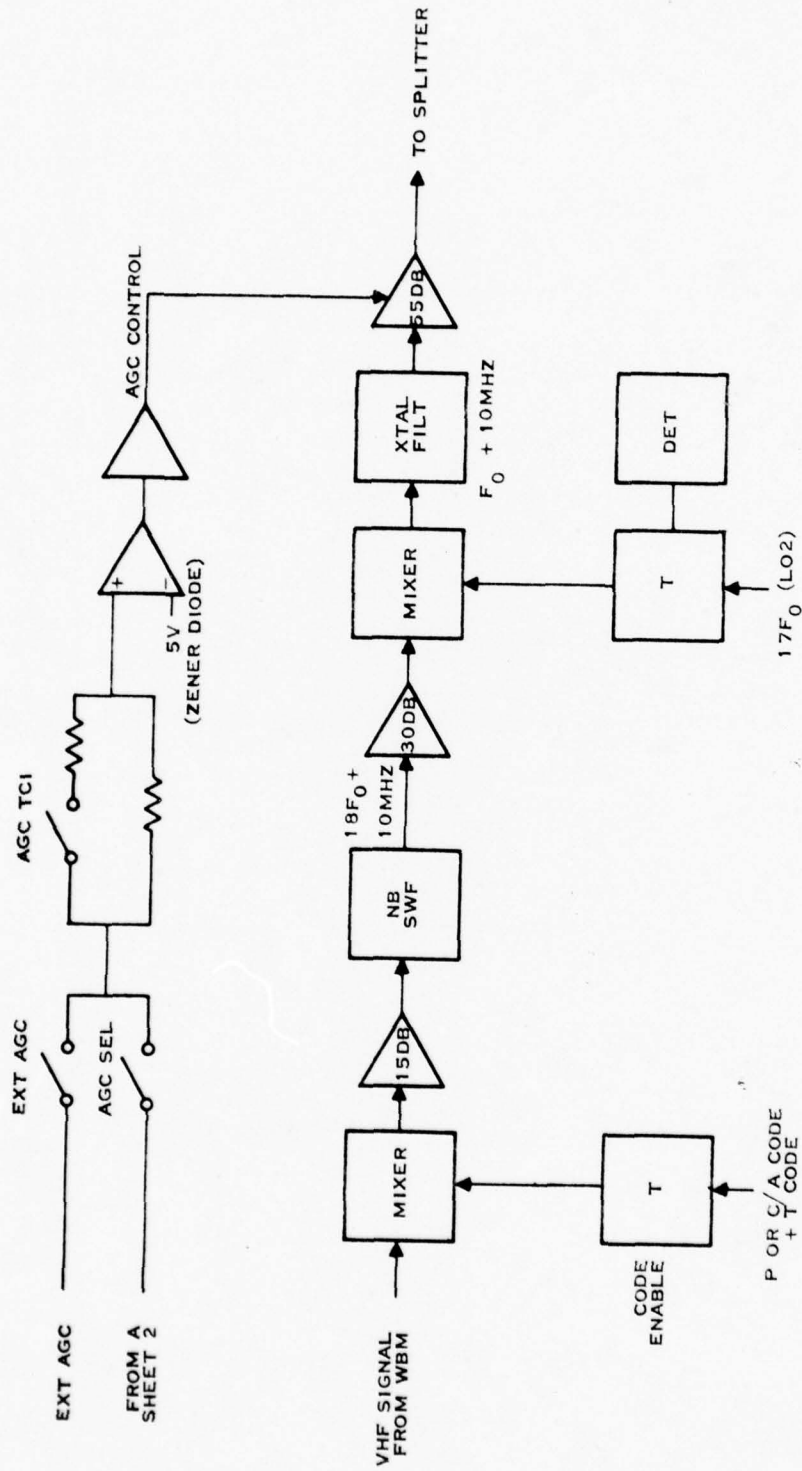 EXT AGC
EXT AGC
AGC TC1
AGC CONTROL
FROM A
SHEET 2
AGC SEL
+
-
5V
(ZENER DIODE)
VHF SIGNAL
FROM WBM
MIXER
15DB
NB
SWF
18F0+
10MHZ
30DB
MIXER
XTAL
FILT
F0 + 10MHZ
55DB
TO SPLITTER
CODE
ENABLE
T
P OR C/A CODE
+ T CODE
T
DET
17F0 (LO2)